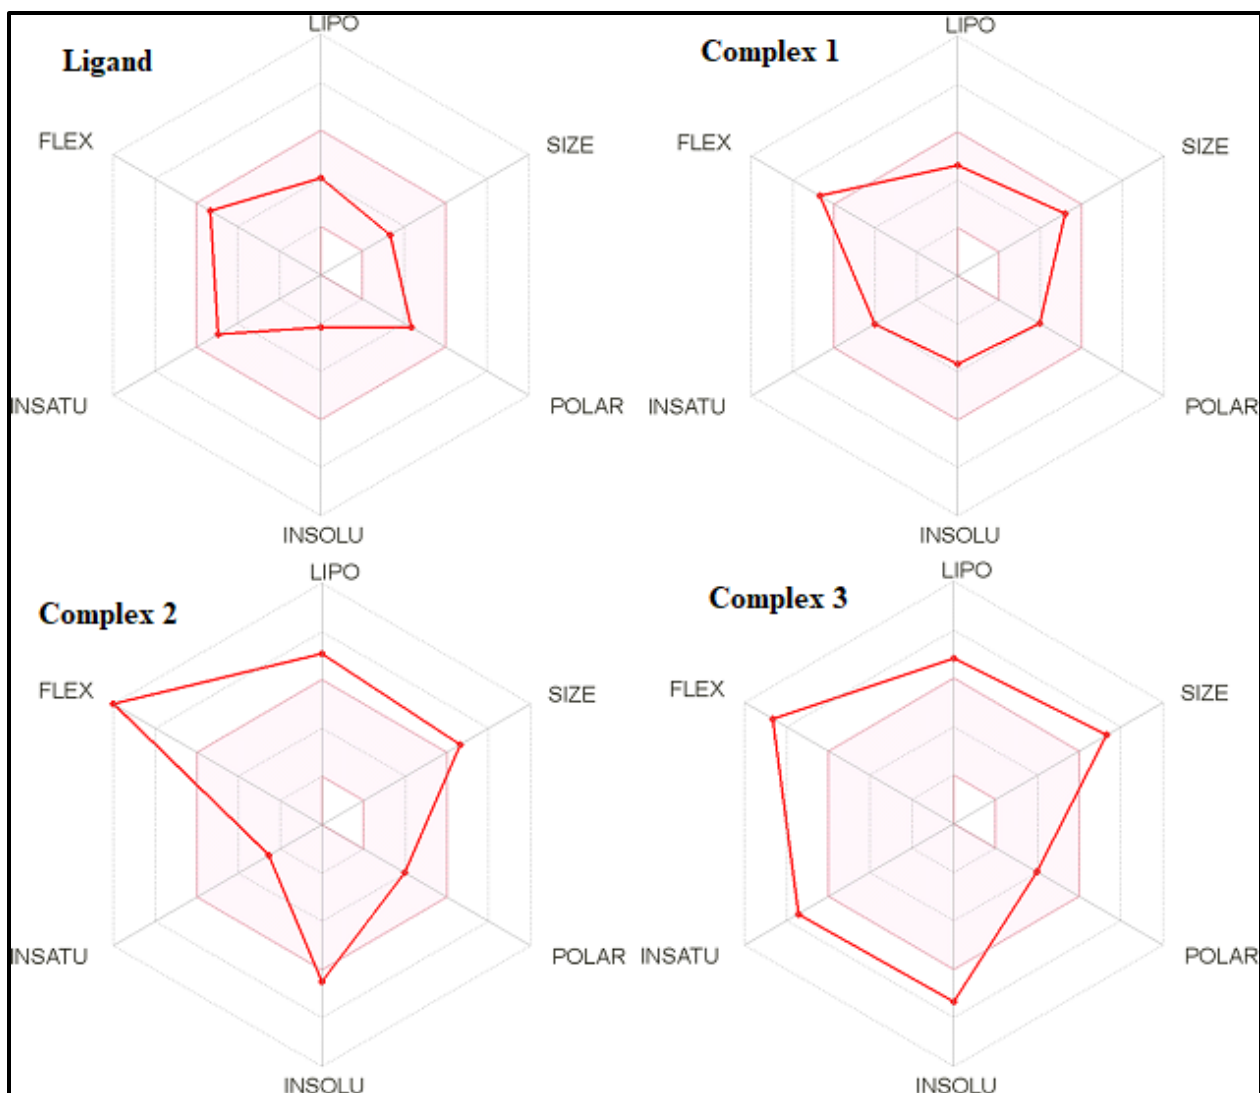 LIPO
Ligand
FLEX
SIZE
INSATU
POLAR
INSOLU
LIPO
Complex 1
FLEX
SIZE
INSATU
POLAR
INSOLU
LIPO
Complex 2
FLEX
SIZE
INSATU
POLAR
INSOLU
LIPO
Complex 3
FLEX
SIZE
INSATU
POLAR
INSOLU